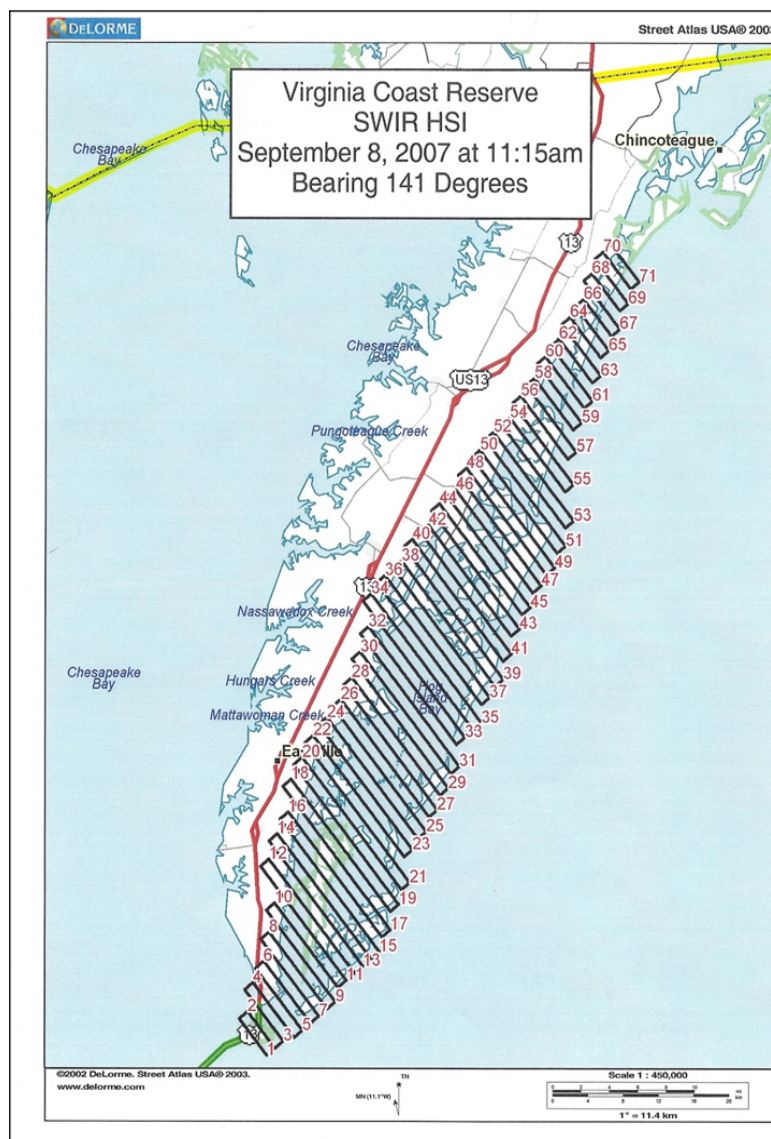 DELORME
Street Atlas USA® 2003
Virginia Coast Reserve
SWIR HSI
September 8, 2007 at 11:15am
Bearing 141 Degrees
Chesapeake
Bay
Chincoteague
13
70
71
68
69
66
67
64
65
62
63
60
61
58
59
56
57
54
55
52
53
50
51
48
49
46
47
44
45
42
43
40
41
38
39
36
37
34
35
32
33
30
31
28
29
26
27
24
25
22
23
20
21
18
19
16
17
14
15
12
13
10
11
8
9
6
7
4
5
2
3
1
Chesapeake
Bay
US13
Pungoteague Creek
13
Nassawadox Creek
Chesapeake
Bay
Hungars Creek
Hog
Island
Bay
Mattawoman Creek
13
©2002 DeLorme. Street Atlas USA® 2003.
www.delorme.com
TN
MN (11.1°W)
Scale 1 : 450,000
1" = 11.4 km